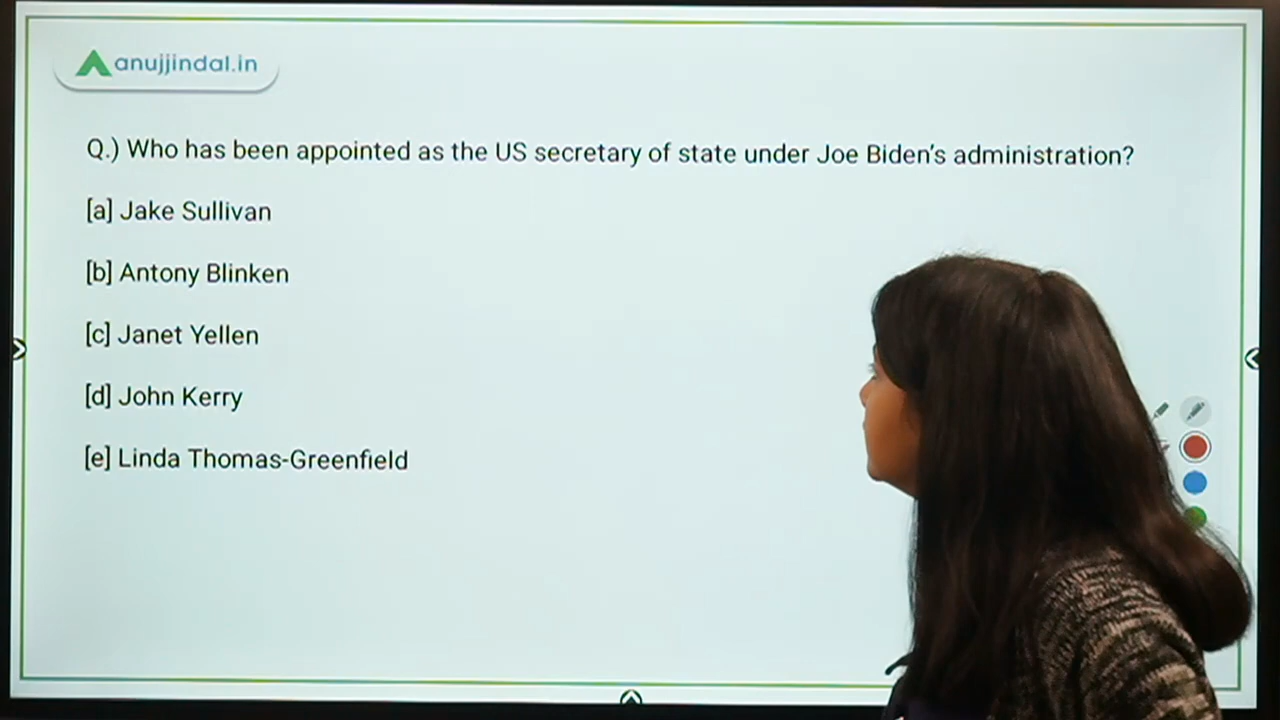 anujjindal.in
Q.) Who has been appointed as the US secretary of state under Joe Biden's administration?
[a] Jake Sullivan
[b] Antony Blinken
[c] Janet Yellen
[d] John Kerry
[e] Linda Thomas-Greenfield